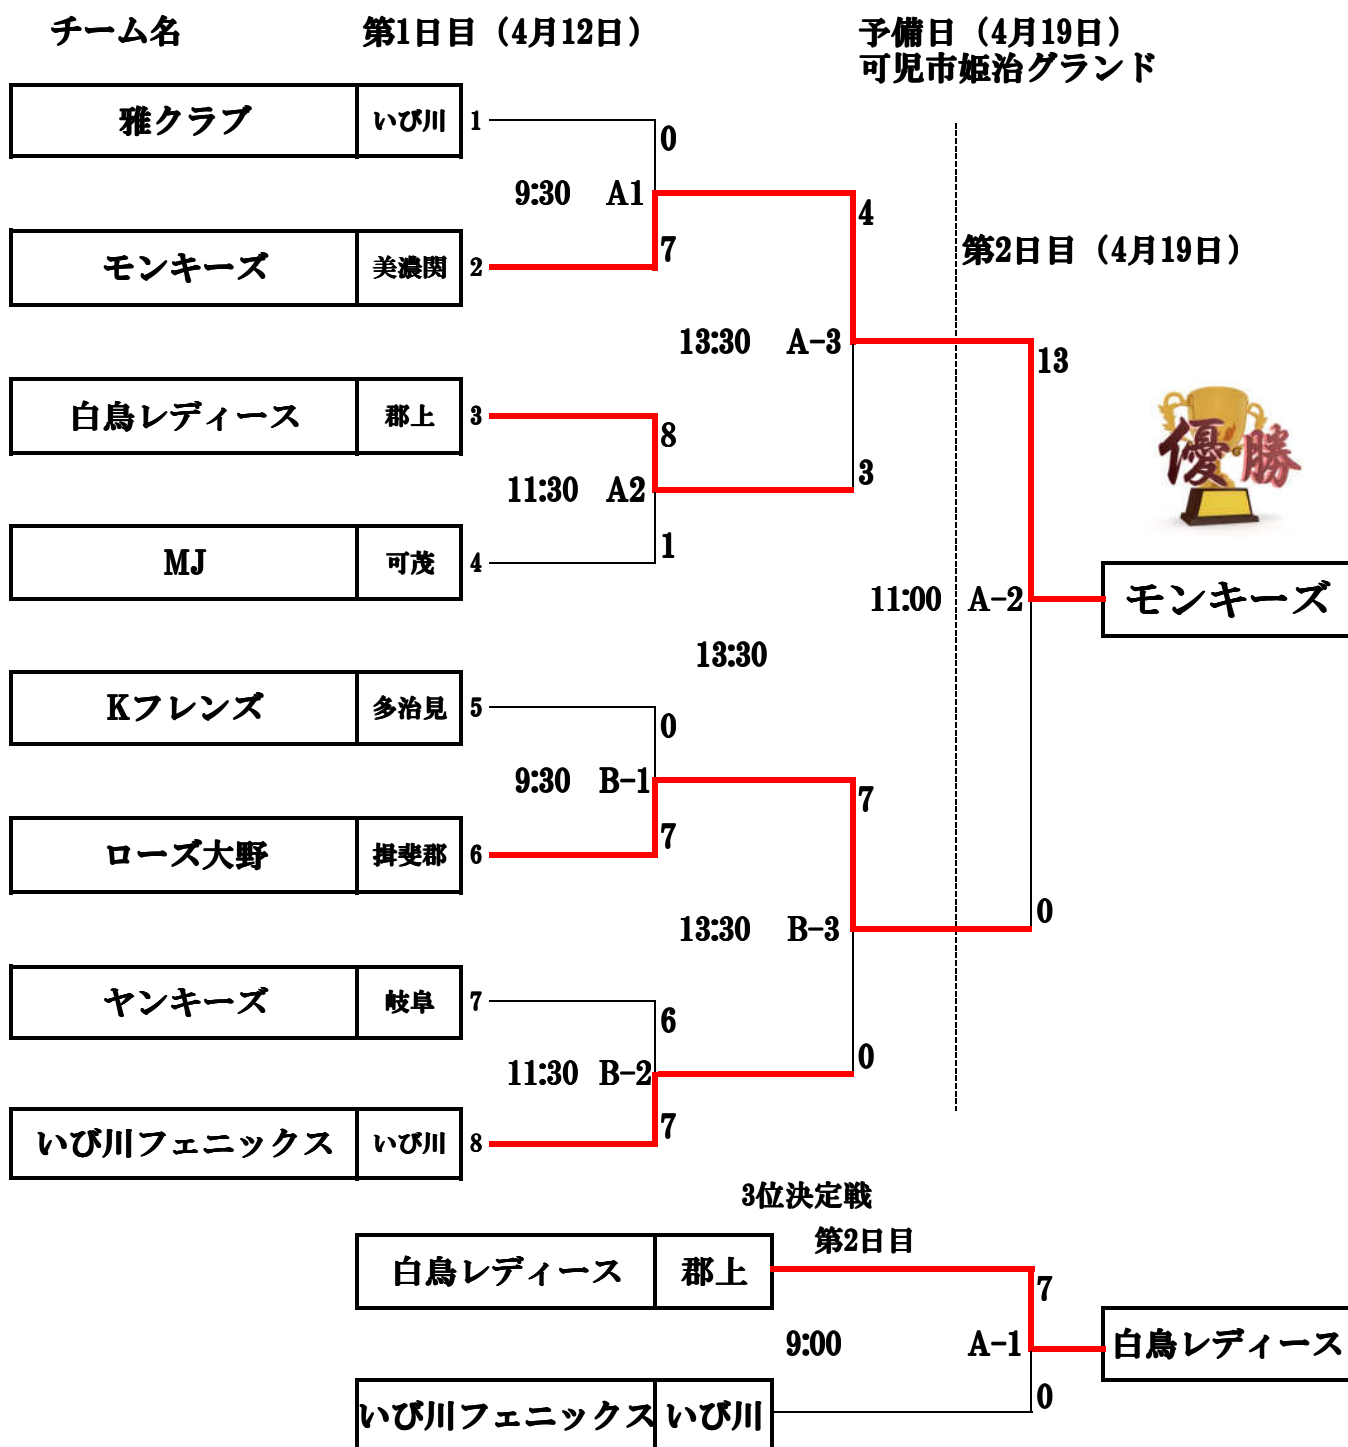 チーム名 第1日目（4月12日） 予備日（4月19日）
可児市姫治グランド
雅クラブ いび川 1
0
9:30 A1
4
モンキーズ 美濃関 2
7
第2日目（4月19日）
13:30 A-3
13
白鳥レディース 郡上 3
8
3
優勝
11:30 A2
MJ 可茂 4
1
11:00 A-2
モンキーズ
13:30
Kフレンズ 多治見 5
0
9:30 B-1
7
ローズ大野 揖斐郡 6
7
13:30 B-3
0
ヤンキーズ 岐阜 7
6
0
11:30 B-2
いび川フェニックス いび川 8
7
3位決定戦
第2日目
白鳥レディース 郡上
7
9:00 A-1
白鳥レディース
いび川フェニックス いび川
0